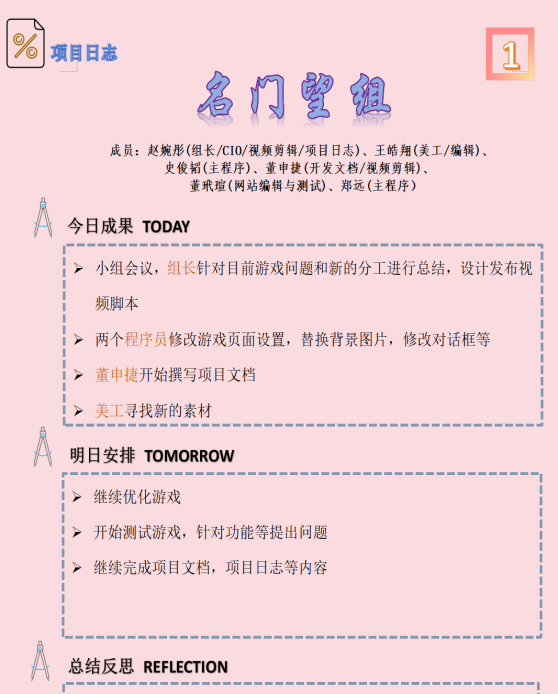 项目日志
1
名门望组
成员：赵婉彤(组长/CIO/视频剪辑/项目日志)、王皓翔(美工/编辑)、
史俊韬(主程序)、董申捷(开发文档/视频剪辑)、
董玳瑄(网站编辑与测试)、郑远(主程序)
今日成果 TODAY
➢ 小组会议，组长针对目前游戏问题和新的分工进行总结，设计发布视
频脚本
➢ 两个程序员修改游戏页面设置，替换背景图片，修改对话框等
➢ 董申捷开始撰写项目文档
➢ 美工寻找新的素材
明日安排 TOMORROW
➢ 继续优化游戏
➢ 开始测试游戏，针对功能等提出问题
➢ 继续完成项目文档，项目日志等内容
总结反思 REFLECTION